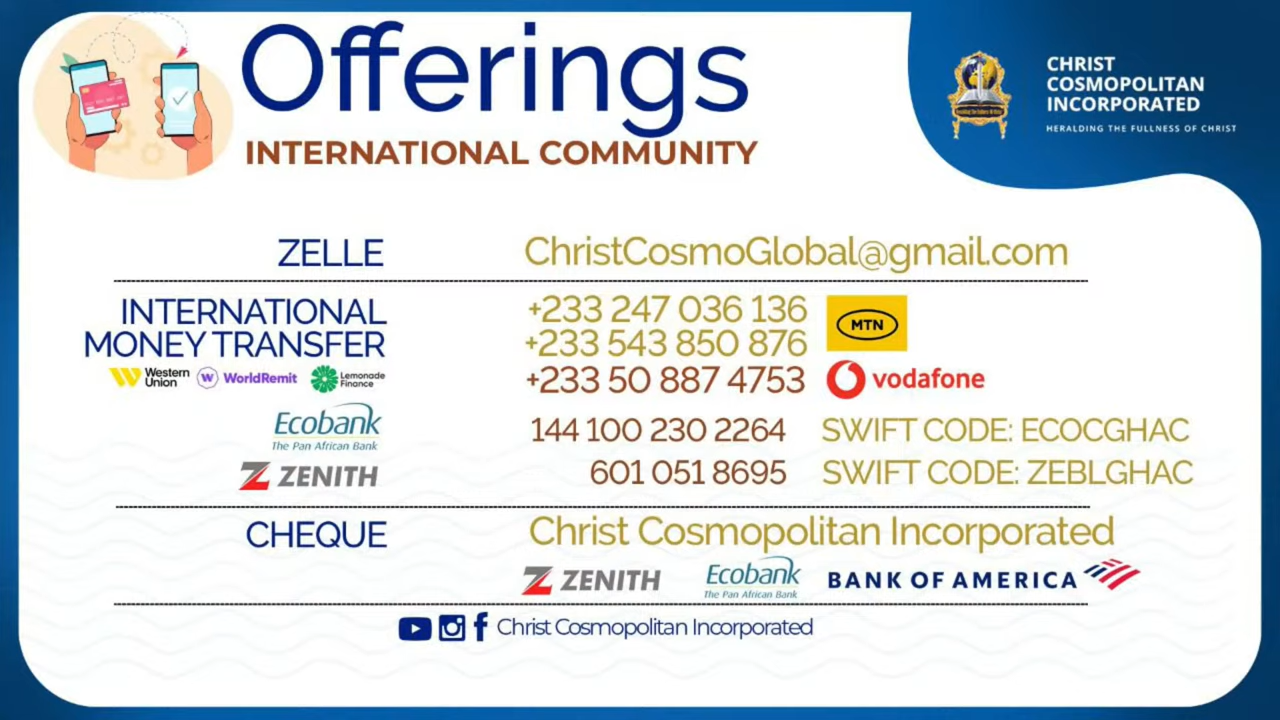 Offerings
INTERNATIONAL COMMUNITY
CHRIST
COSMOPOLITAN
INCORPORATED
HERALDING THE FULLNESS OF CHRIST
ZELLE ChristCosmoGlobal@gmail.com
INTERNATIONAL
MONEY TRANSFER
+233 247 036 136
+233 543 850 876
MTN
Western
Union
W WorldRemit
Lemonade
Finance
+233 50 887 4753 vodafone
Ecobank
The Pan African Bank
144 100 230 2264 SWIFT CODE: ECOCGHAC
Z ZENITH 601 051 8695 SWIFT CODE: ZEBLGHAC
CHEQUE Christ Cosmopolitan Incorporated
Z ZENITH
Ecobank
The Pan African Bank
BANK OF AMERICA
Christ Cosmopolitan Incorporated